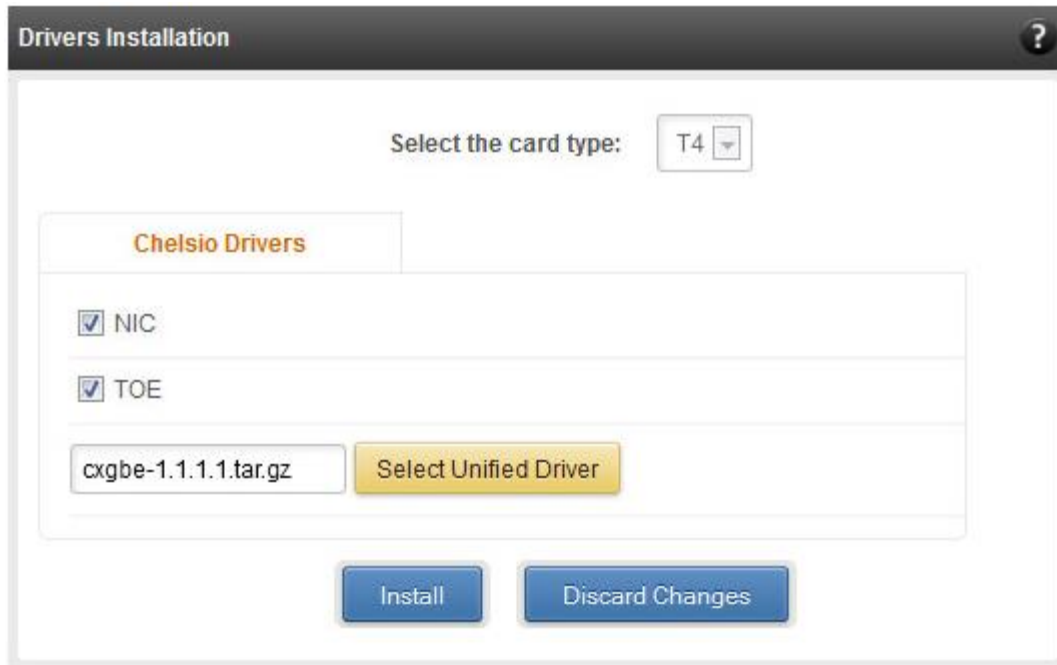 Drivers Installation
?
Select the card type: T4
Chelsio Drivers
NIC
TOE
cxgbe-1.1.1.1.tar.gz Select Unified Driver
Install Discard Changes